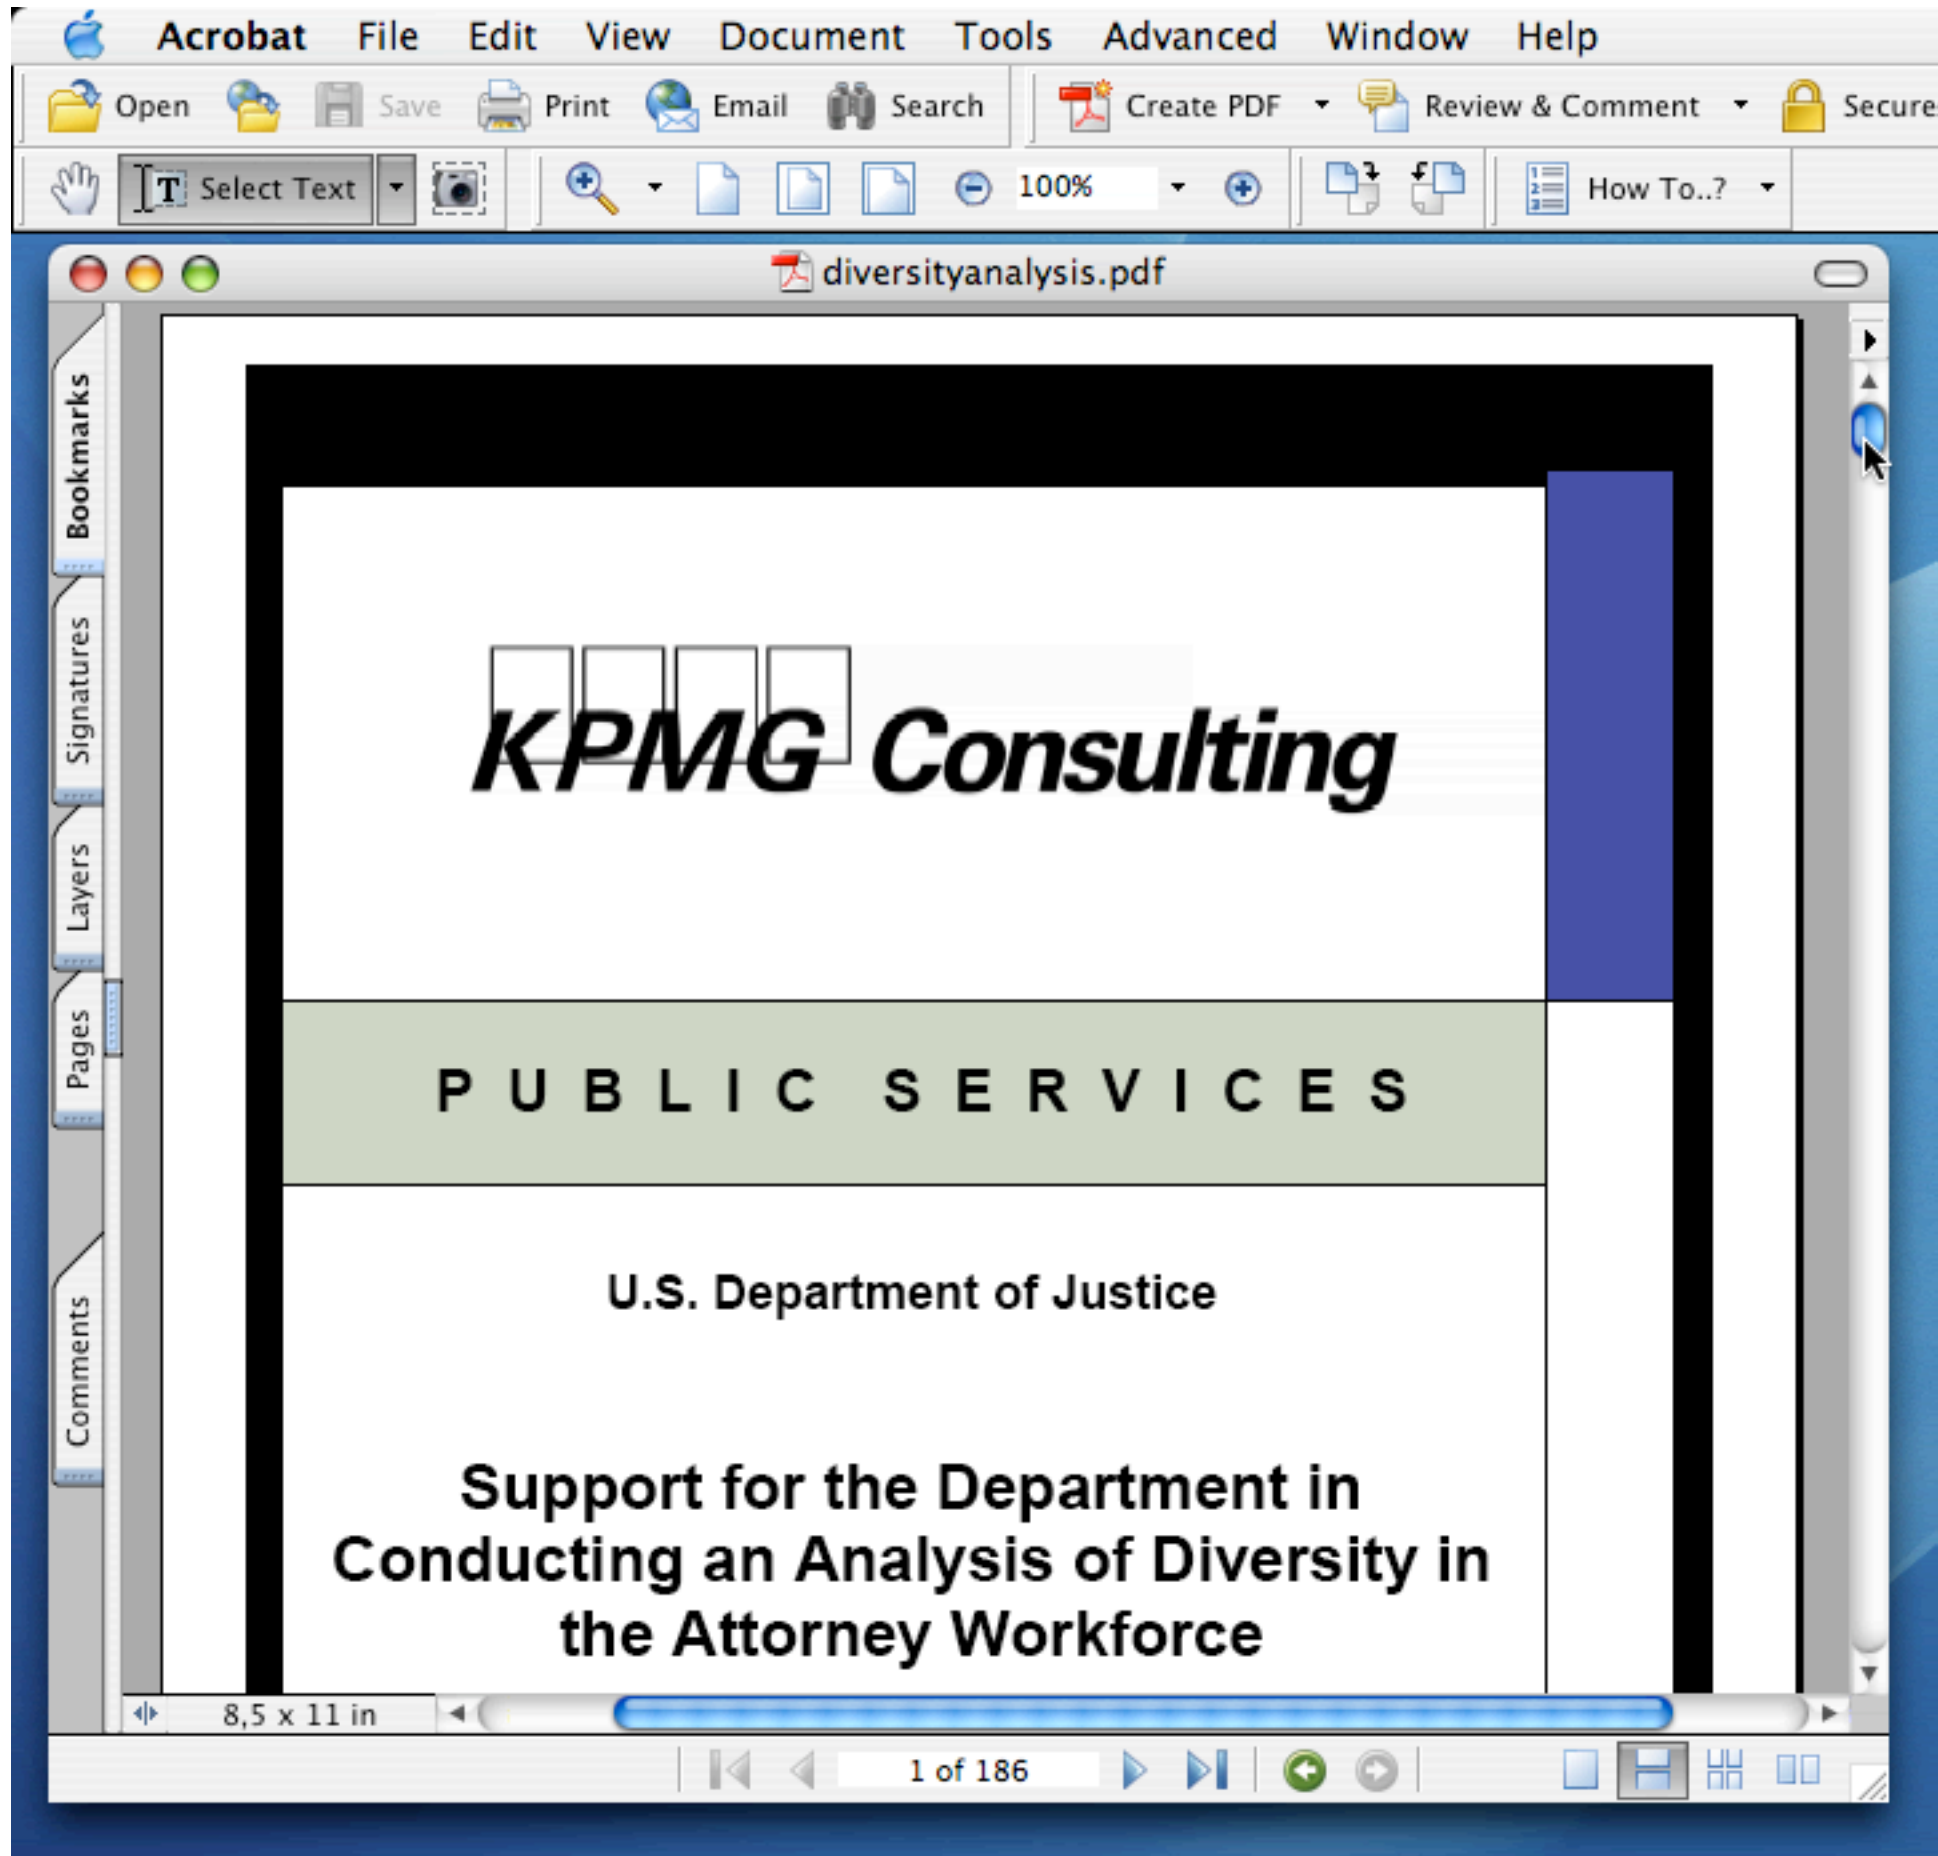 Acrobat File Edit View Document Tools Advanced Window Help
Open Save Print Email Search Create PDF Review & Comment Secure
T Select Text 100% How To..?
diversityanalysis.pdf
Bookmarks
Signatures
Layers
Pages
Comments
KPMG Consulting
PUBLIC SERVICES
U.S. Department of Justice
Support for the Department in
Conducting an Analysis of Diversity in
the Attorney Workforce
8,5 x 11 in
1 of 186